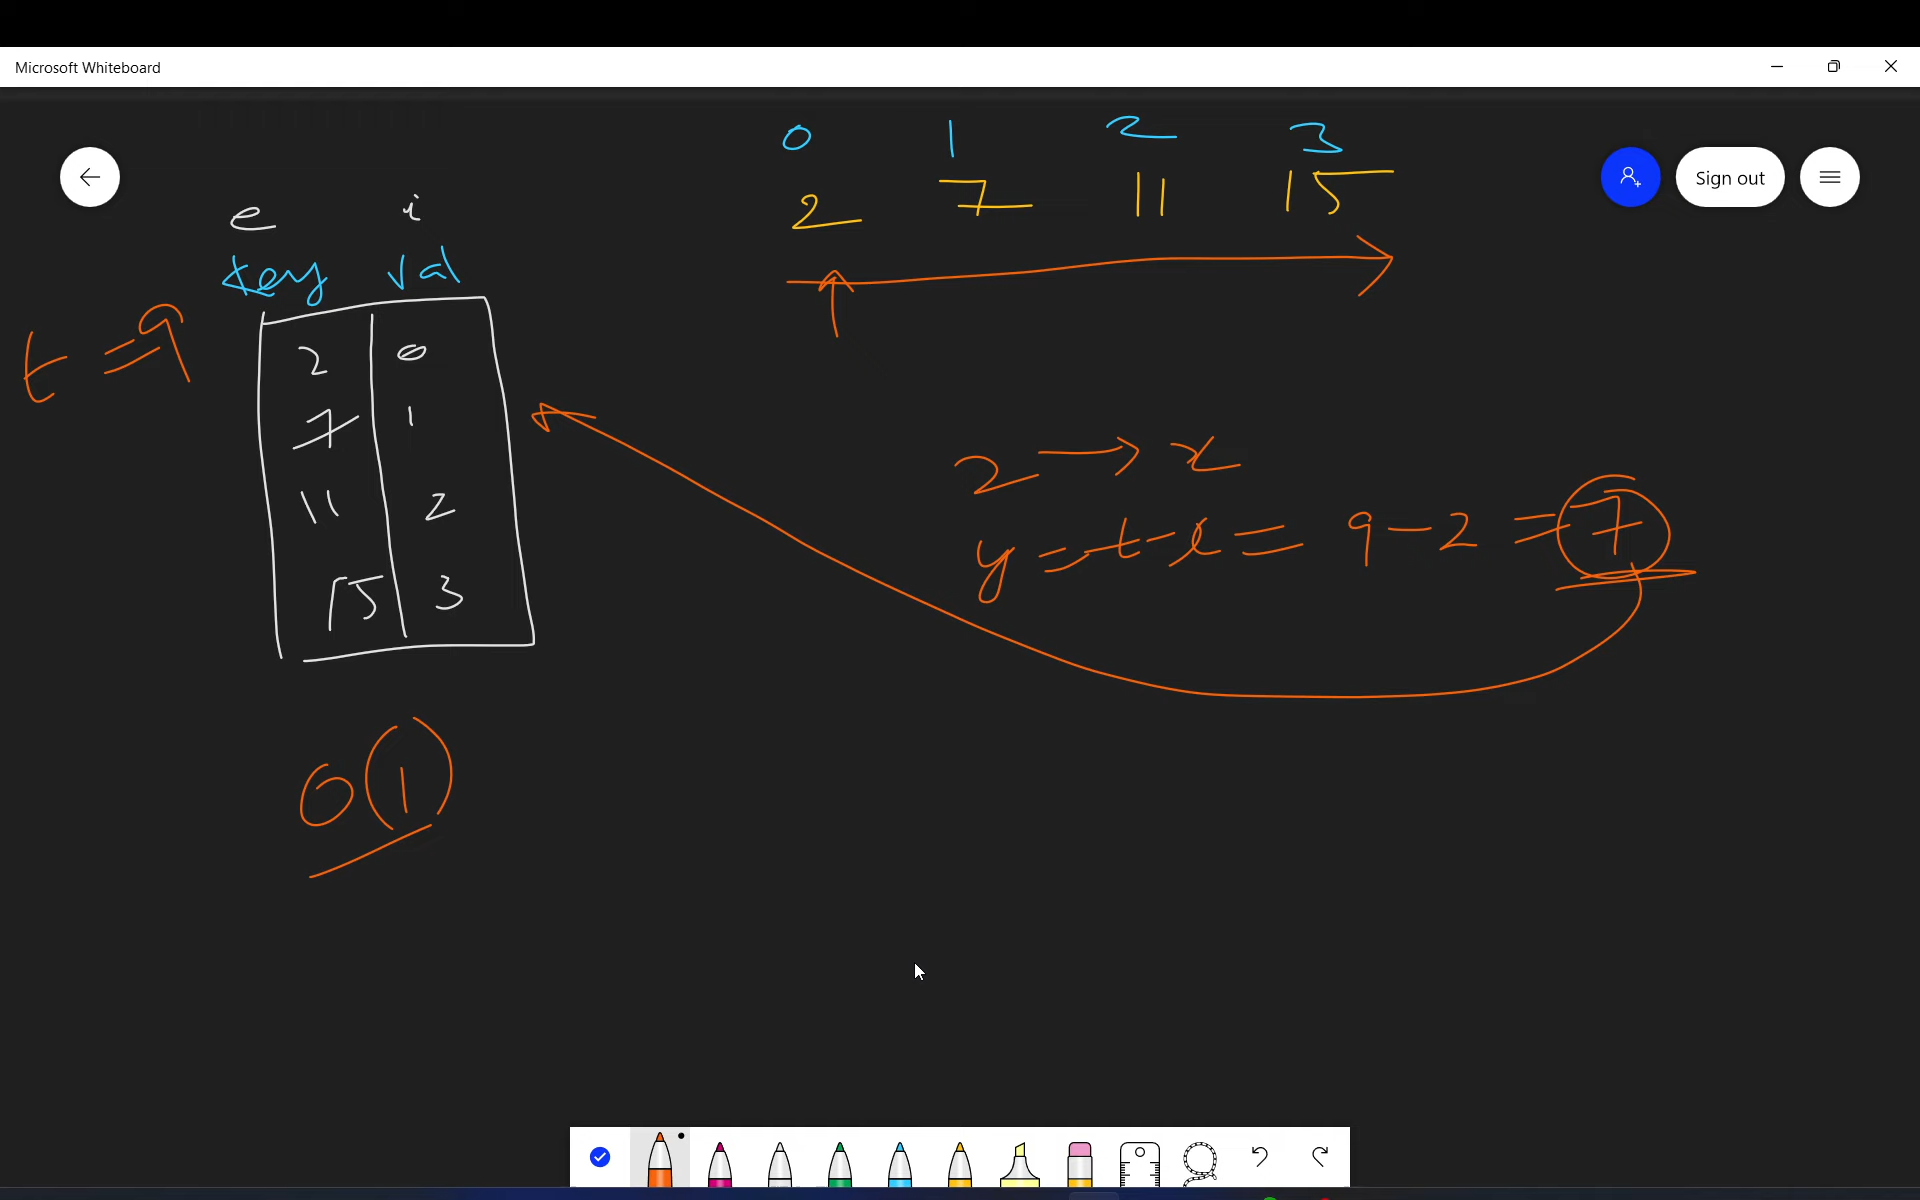 Microsoft Whiteboard
Sign out
0 1 2 3
2 7 11 15
e i
key val
t = 9
2 0
7 1
11 2
15 3
2 → x
y = t - x = 9 - 2 = 7
O(1)